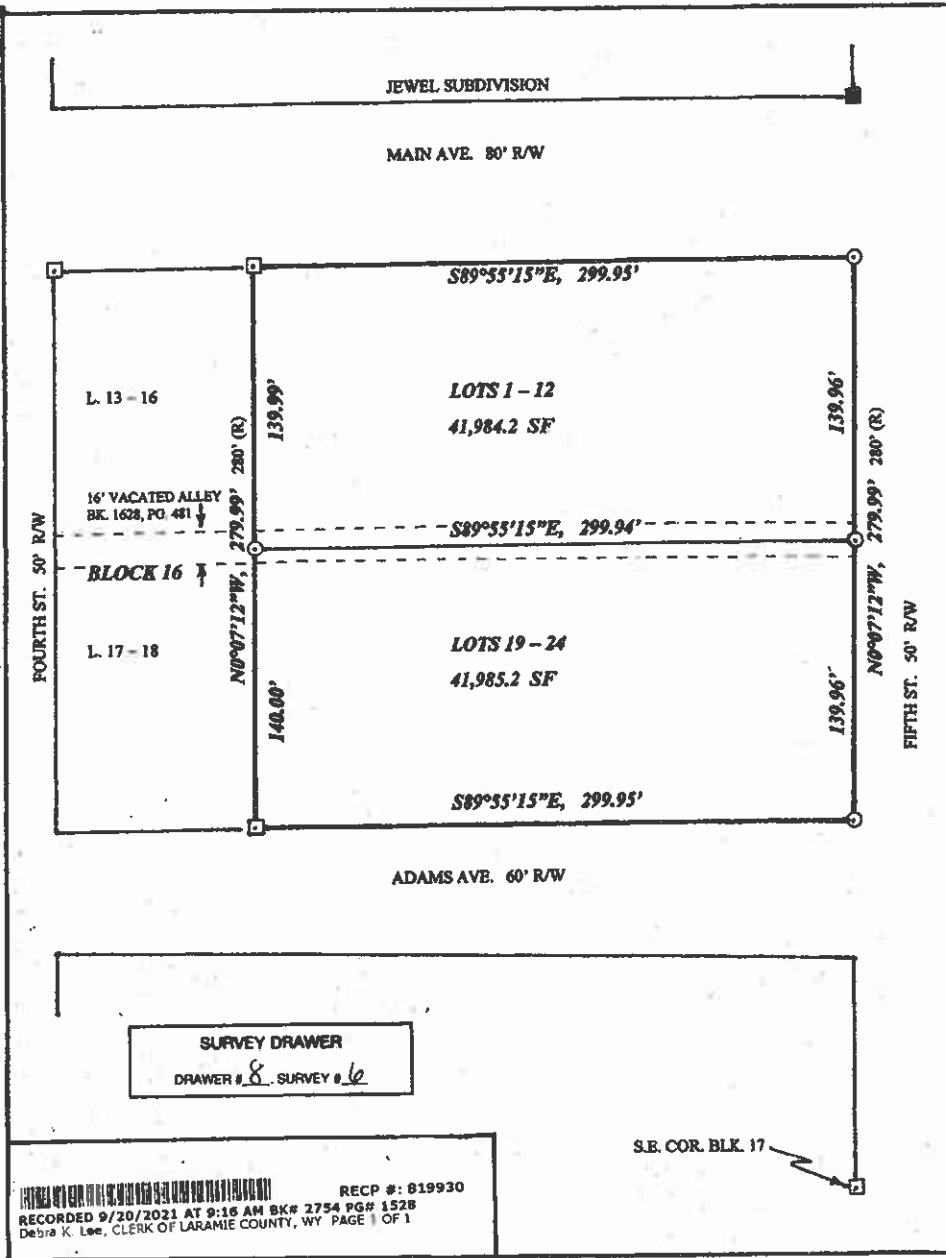 JEWEL SUBDIVISION
MAIN AVE. 80' R/W
S89°55'15"E, 299.95'
L. 13 - 16
139.99'
LOTS 1 – 12
41,984.2 SF
139.96'
N0°07'12"W, 279.99' 280' (R)
N0°07'12"W, 279.99' 280' (R)
16' VACATED ALLEY
BK. 1628, PG. 481
S89°55'15"E, 299.94'
BLOCK 16
FOURTH ST. 50' R/W
L. 17 - 18
140.00'
LOTS 19 – 24
41,985.2 SF
139.96'
FIFTH ST. 50' R/W
S89°55'15"E, 299.95'
ADAMS AVE. 60' R/W
SURVEY DRAWER
DRAWER # 8 . SURVEY # 6
S.E. COR. BLK. 17
RECP #: 819930
RECORDED 9/20/2021 AT 9:16 AM BK# 2754 PG# 1528
Debra K. Lee, CLERK OF LARAMIE COUNTY, WY PAGE 1 OF 1